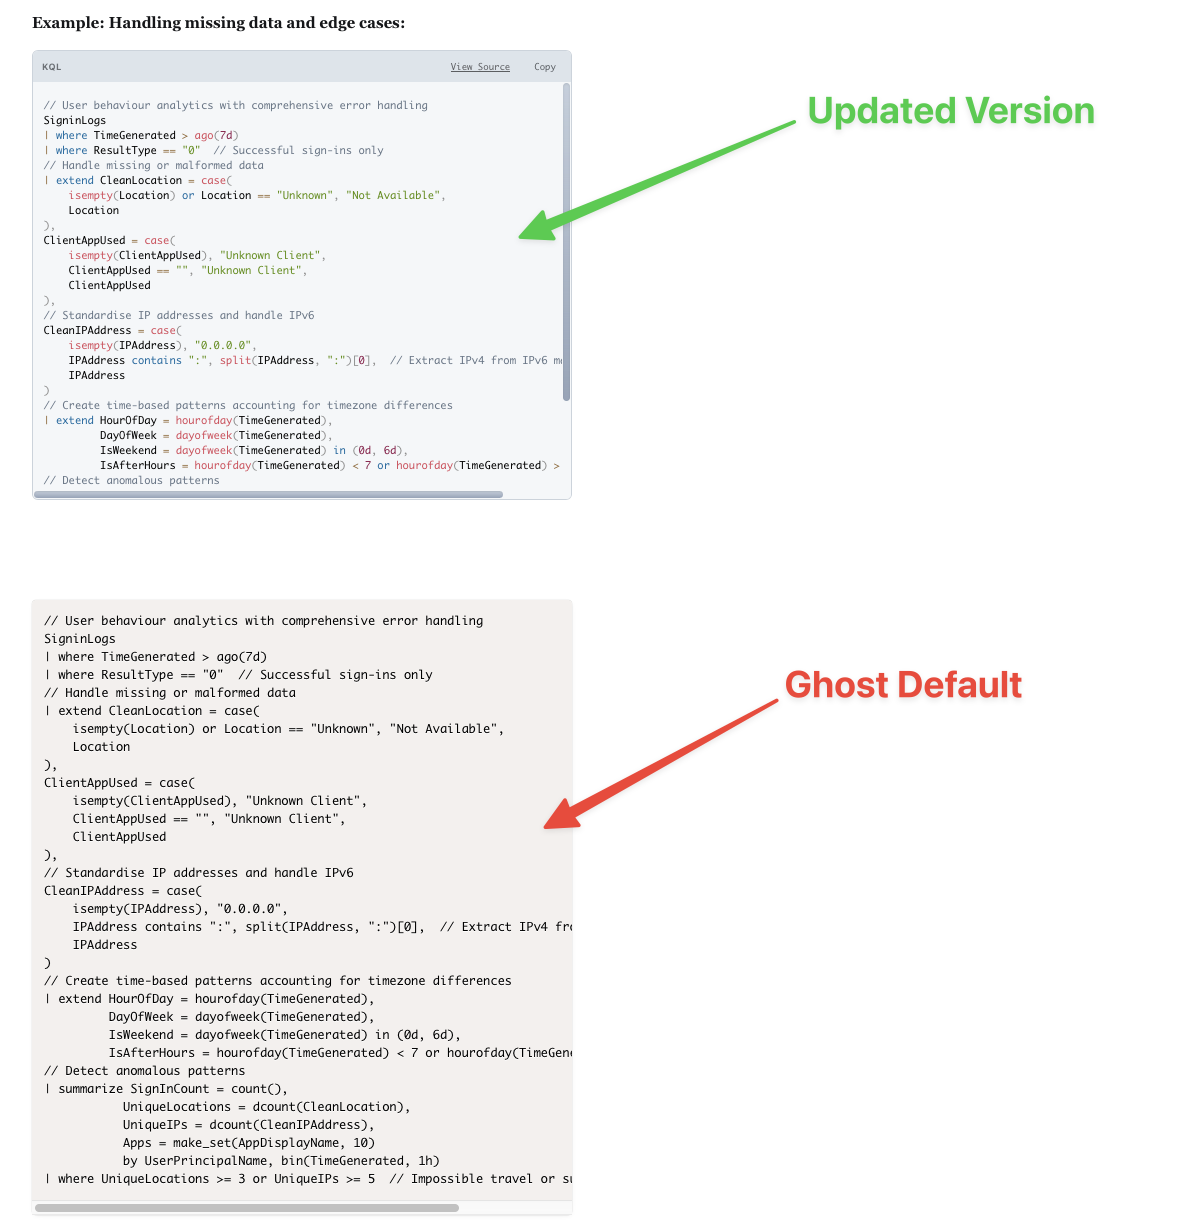 Example: Handling missing data and edge cases:
KQL View Source Copy
// User behaviour analytics with comprehensive error handling
SigninLogs
| where TimeGenerated > ago(7d)
| where ResultType == "0"  // Successful sign-ins only
// Handle missing or malformed data
| extend CleanLocation = case(
    isempty(Location) or Location == "Unknown", "Not Available",
    Location
),
ClientAppUsed = case(
    isempty(ClientAppUsed), "Unknown Client",
    ClientAppUsed == "", "Unknown Client",
    ClientAppUsed
),
// Standardise IP addresses and handle IPv6
CleanIPAddress = case(
    isempty(IPAddress), "0.0.0.0",
    IPAddress contains ":", split(IPAddress, ":")[0],  // Extract IPv4 from IPv6
    IPAddress
)
// Create time-based patterns accounting for timezone differences
| extend HourOfDay = hourofday(TimeGenerated),
         DayOfWeek = dayofweek(TimeGenerated),
         IsWeekend = dayofweek(TimeGenerated) in (0d, 6d),
         IsAfterHours = hourofday(TimeGenerated) < 7 or hourofday(TimeGenerated) >
// Detect anomalous patterns
Updated Version
// User behaviour analytics with comprehensive error handling
SigninLogs
| where TimeGenerated > ago(7d)
| where ResultType == "0"  // Successful sign-ins only
// Handle missing or malformed data
| extend CleanLocation = case(
    isempty(Location) or Location == "Unknown", "Not Available",
    Location
),
ClientAppUsed = case(
    isempty(ClientAppUsed), "Unknown Client",
    ClientAppUsed == "", "Unknown Client",
    ClientAppUsed
),
// Standardise IP addresses and handle IPv6
CleanIPAddress = case(
    isempty(IPAddress), "0.0.0.0",
    IPAddress contains ":", split(IPAddress, ":")[0],  // Extract IPv4
    IPAddress
)
// Create time-based patterns accounting for timezone differences
| extend HourOfDay = hourofday(TimeGenerated),
         DayOfWeek = dayofweek(TimeGenerated),
         IsWeekend = dayofweek(TimeGenerated) in (0d, 6d),
         IsAfterHours = hourofday(TimeGenerated) < 7 or hourofday(TimeGene
// Detect anomalous patterns
| summarize SignInCount = count(),
           UniqueLocations = dcount(CleanLocation),
           UniqueIPs = dcount(CleanIPAddress),
           Apps = make_set(AppDisplayName, 10)
           by UserPrincipalName, bin(TimeGenerated, 1h)
| where UniqueLocations >= 3 or UniqueIPs >= 5  // Impossible travel or
Ghost Default